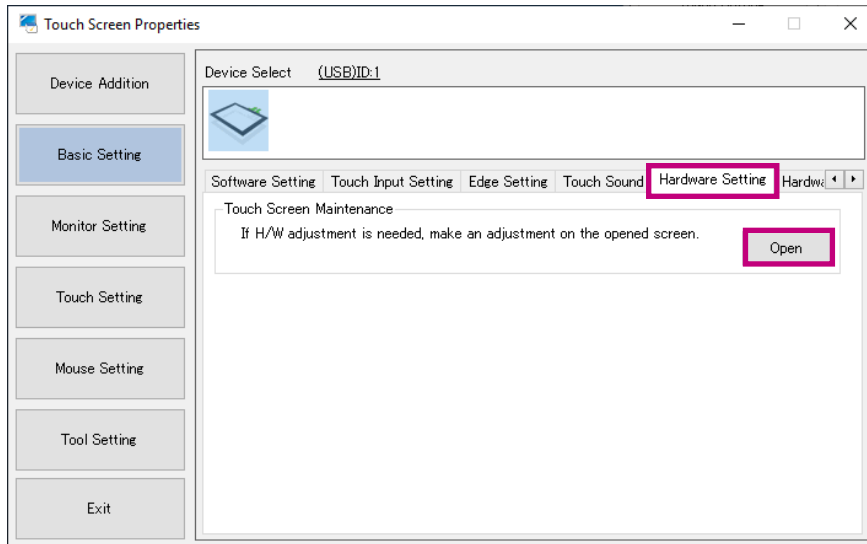 Touch Screen Properties
Device Addition
Basic Setting
Monitor Setting
Touch Setting
Mouse Setting
Tool Setting
Exit
Device Select (USB)ID:1
Software Setting Touch Input Setting Edge Setting Touch Sound Hardware Setting
Touch Screen Maintenance
If H/W adjustment is needed, make an adjustment on the opened screen.
Open